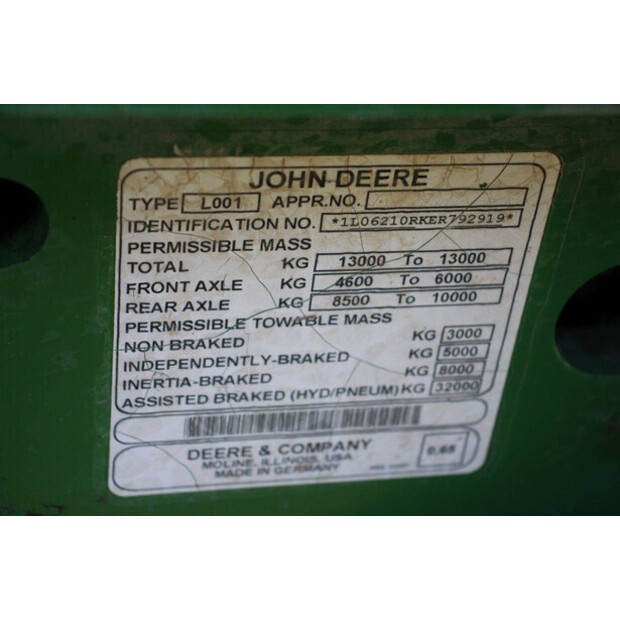 JOHN DEERE
TYPE L001 APPR.NO.
IDENTIFICATION NO. *1L06210RKER792919*
PERMISSIBLE MASS
TOTAL KG 13000 To 13000
FRONT AXLE KG 4600 To 6000
REAR AXLE KG 8500 To 10000
PERMISSIBLE TOWABLE MASS
NON BRAKED KG 3000
INDEPENDENTLY-BRAKED KG 5000
INERTIA-BRAKED KG 8000
ASSISTED BRAKED (HYD/PNEUM) KG 32000
DEERE & COMPANY
MOLINE, ILLINOIS, USA
MADE IN GERMANY
0,65